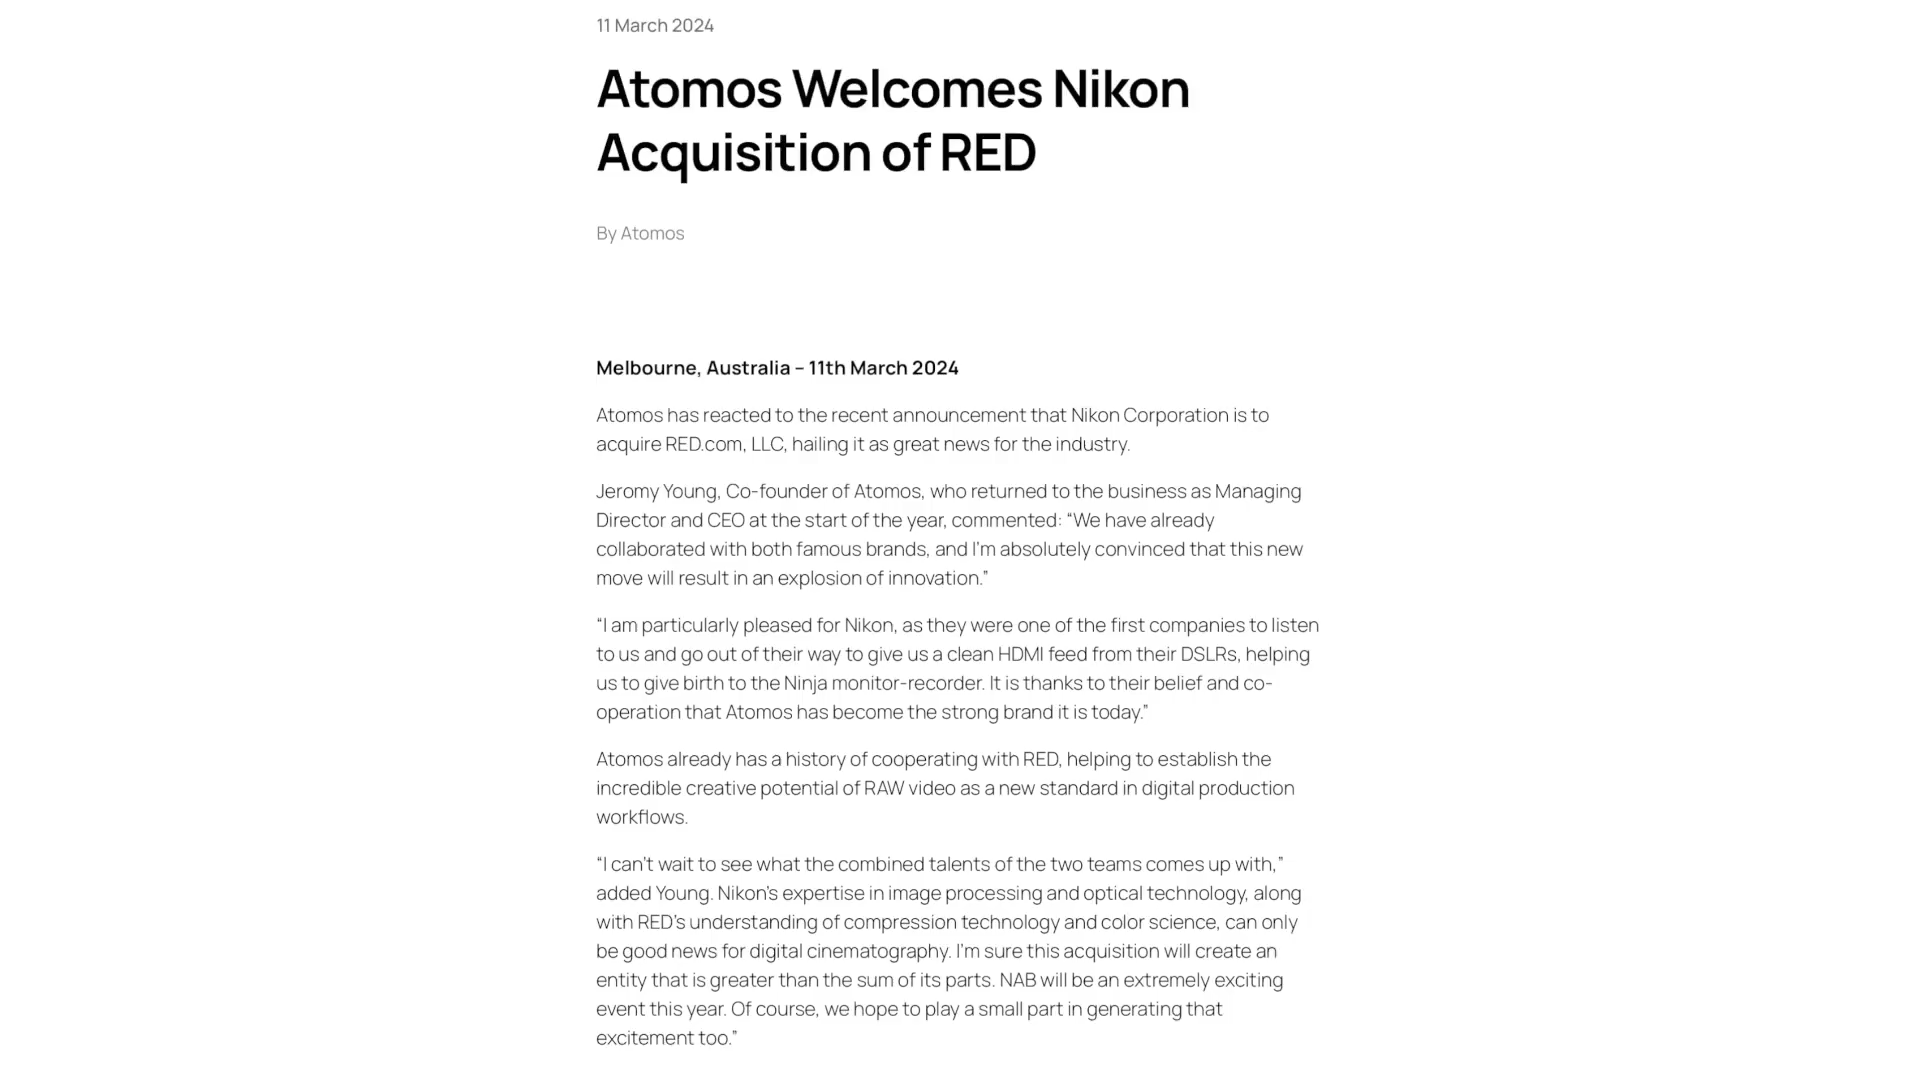 11 March 2024
Atomos Welcomes Nikon
Acquisition of RED
By Atomos
Melbourne, Australia – 11th March 2024
Atomos has reacted to the recent announcement that Nikon Corporation is to
acquire RED.com, LLC, hailing it as great news for the industry.
Jeromy Young, Co-founder of Atomos, who returned to the business as Managing
Director and CEO at the start of the year, commented: “We have already
collaborated with both famous brands, and I’m absolutely convinced that this new
move will result in an explosion of innovation.”
“I am particularly pleased for Nikon, as they were one of the first companies to listen
to us and go out of their way to give us a clean HDMI feed from their DSLRs, helping
us to give birth to the Ninja monitor-recorder. It is thanks to their belief and co-
operation that Atomos has become the strong brand it is today.”
Atomos already has a history of cooperating with RED, helping to establish the
incredible creative potential of RAW video as a new standard in digital production
workflows.
“I can’t wait to see what the combined talents of the two teams comes up with,”
added Young. Nikon’s expertise in image processing and optical technology, along
with RED’s understanding of compression technology and color science, can only
be good news for digital cinematography. I’m sure this acquisition will create an
entity that is greater than the sum of its parts. NAB will be an extremely exciting
event this year. Of course, we hope to play a small part in generating that
excitement too.”